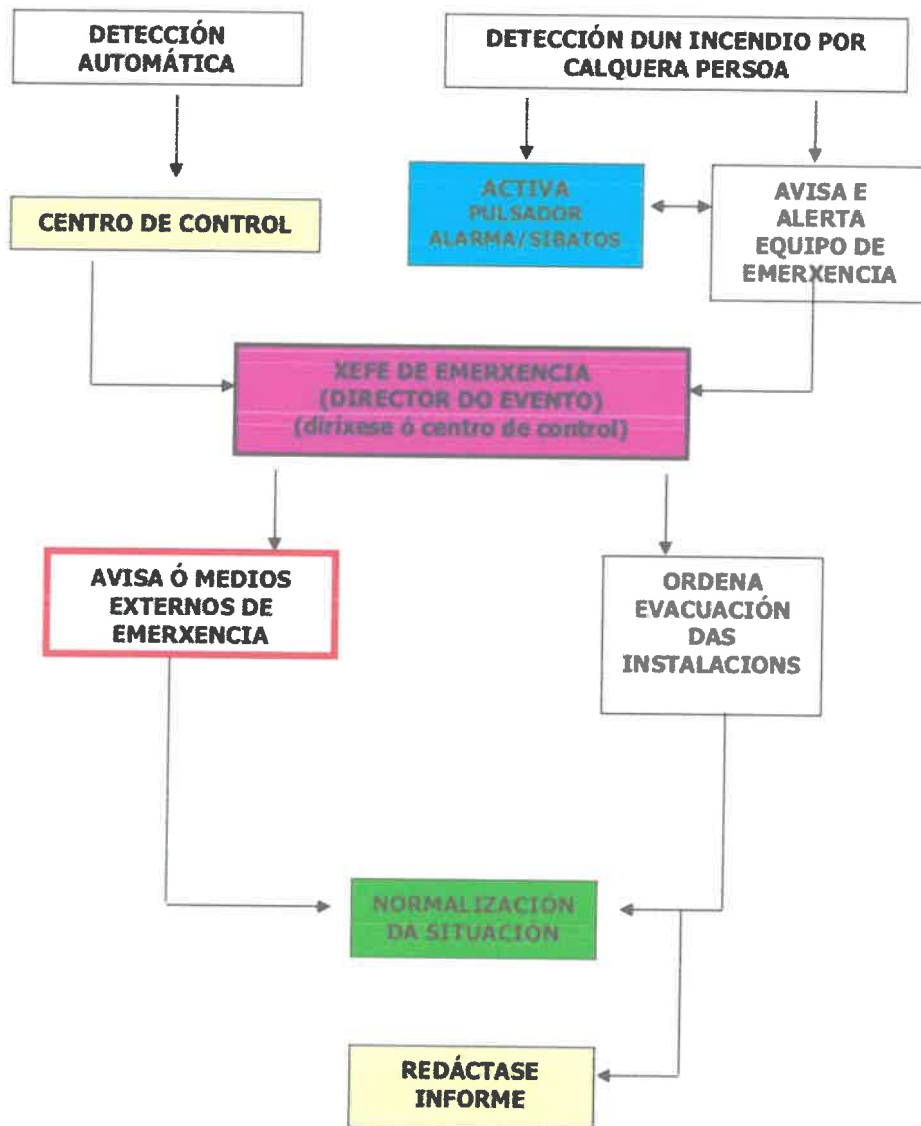 DETECCIÓN
AUTOMÁTICA
DETECCIÓN DUN INCENDIO POR
CALQUERA PERSOA
CENTRO DE CONTROL
ACTIVA
PULSADOR
ALARMA/SIBATOS
AVISA E
ALERTA
EQUIPO DE
EMERXENCIA
XEFE DE EMERXENCIA
(DIRECTOR DO EVENTO)
(diríxese ó centro de control)
AVISA Ó MEDIOS
EXTERNOS DE
EMERXENCIA
ORDENA
EVACUACIÓN
DAS
INSTALACIONS
NORMALIZACIÓN
DA SITUACIÓN
REDÁCTASE
INFORME